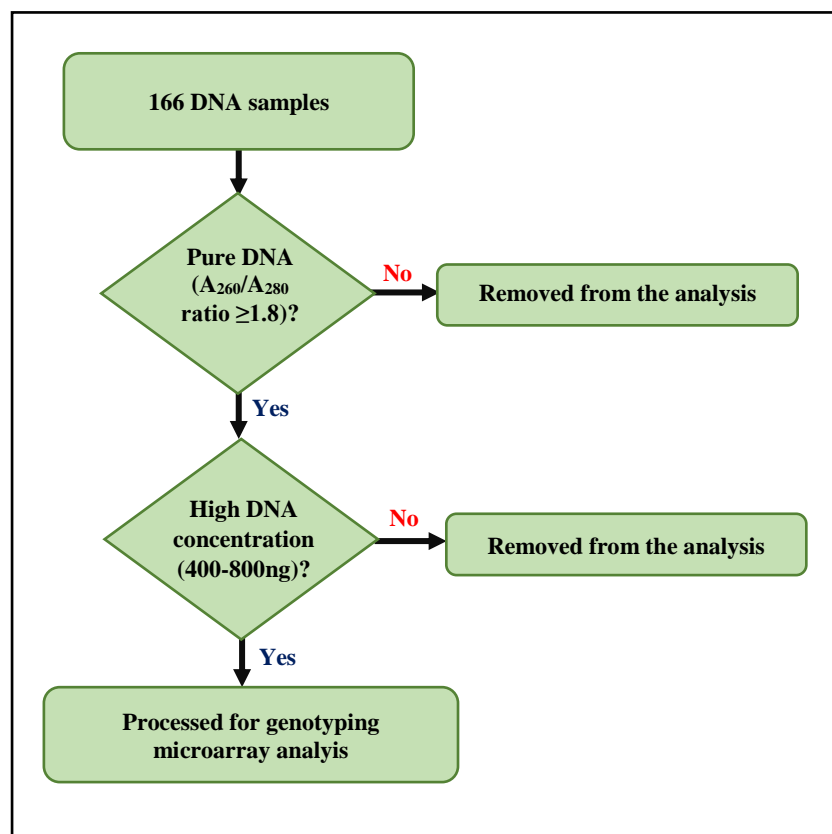 166 DNA samples
Pure DNA
(A₂₆₀/A₂₈₀
ratio ≥1.8)?
No
Removed from the analysis
Yes
High DNA
concentration
(400-800ng)?
No
Removed from the analysis
Yes
Processed for genotyping
microarray analyis